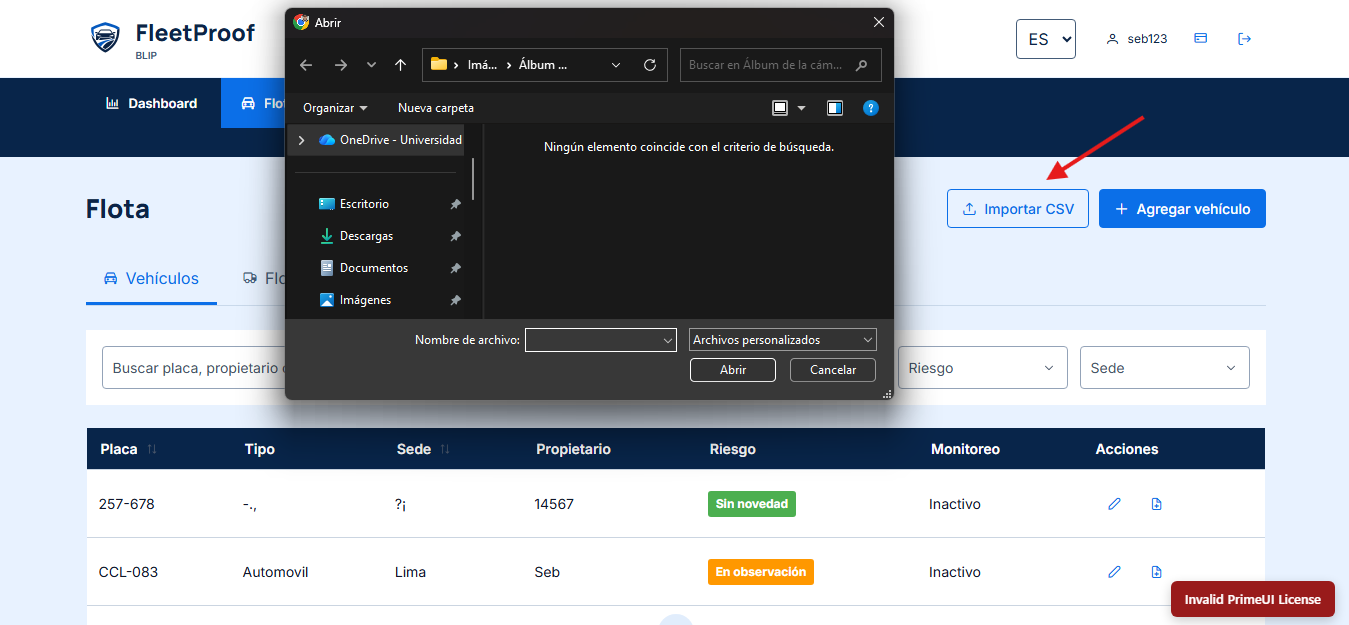 FleetProof
BLIP
Abrir
ES
seb123
Imá...
Álbum ...
Buscar en Álbum de la cám...
Dashboard
Organizar
Nueva carpeta
OneDrive - Universidad
Ningún elemento coincide con el criterio de búsqueda.
Escritorio
Descargas
Documentos
Imágenes
Nombre de archivo:
Archivos personalizados
Abrir
Cancelar
Flota
Importar CSV
+ Agregar vehículo
Vehículos
Buscar placa, propietario
Riesgo
Sede
Placa Tipo Sede Propietario Riesgo Monitoreo Acciones
257-678 -., ?¡ 14567 Sin novedad Inactivo
CCL-083 Automovil Lima Seb En observación Inactivo
Invalid PrimeUI License